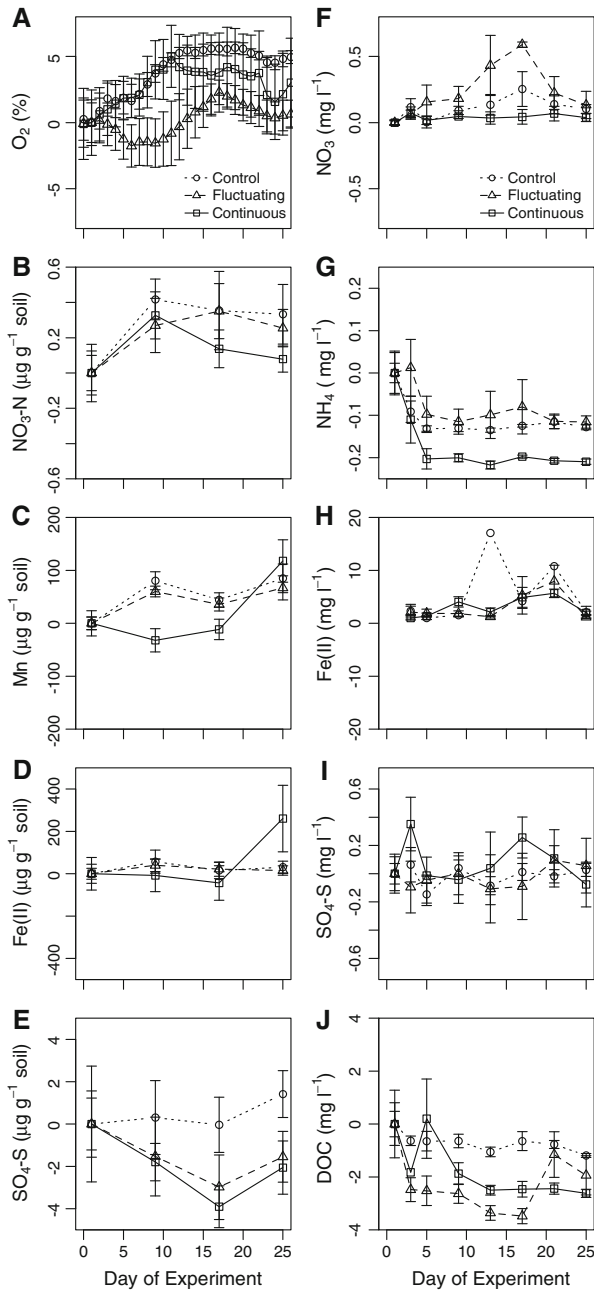 A
O₂ (%)
5
0
-5
Control
Fluctuating
Continuous
B
NO₃-N (µg g⁻¹ soil)
0.6
0.2
-0.2
-0.6
C
Mn (µg g⁻¹ soil)
200
100
0
-100
-200
D
Fe(II) (µg g⁻¹ soil)
400
200
0
-400
E
SO₄-S (µg g⁻¹ soil)
4
2
0
-2
-4
0 5 10 15 20 25
Day of Experiment
F
NO₃ (mg l⁻¹)
0.5
0.0
-0.5
Control
Fluctuating
Continuous
G
NH₄ ( mg l⁻¹)
0.2
0.1
0.0
-0.1
-0.2
H
Fe(II) (mg l⁻¹)
20
10
0
-10
-20
I
SO₄-S (mg l⁻¹)
0.6
0.2
-0.2
-0.6
J
DOC (mg l⁻¹)
4
2
0
-2
-4
0 5 10 15 20 25
Day of Experiment